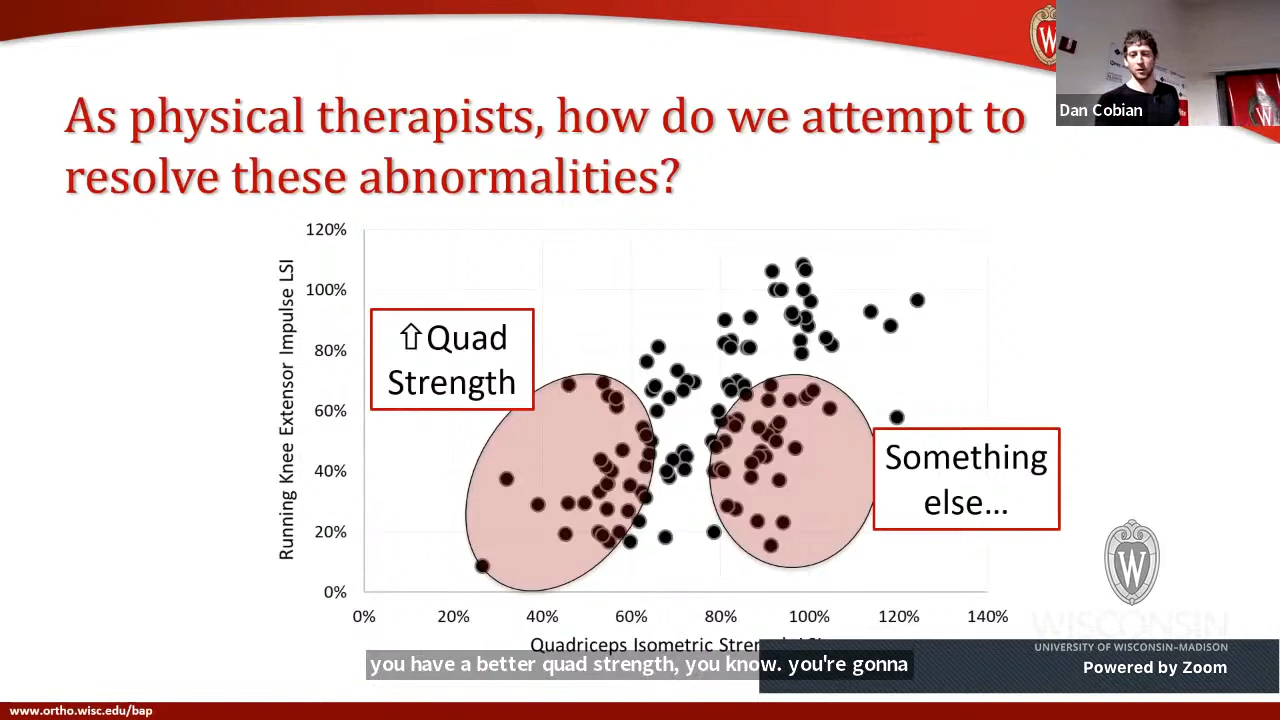 As physical therapists, how do we attempt to
resolve these abnormalities?
Dan Cobian
W
120%
100%
80%
60%
40%
20%
0%
Running Knee Extensor Impulse LSI
⇧Quad
Strength
Something
else...
0%
20%
40%
60%
80%
100%
120%
140%
Quadriceps Isometric
you have a better quad strength, you know. you're gonna
W
WISCONSIN
UNIVERSITY OF WISCONSIN–MADISON
Powered by Zoom
www.ortho.wisc.edu/bap